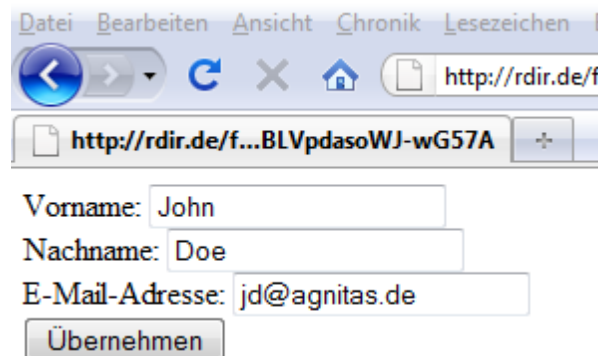 Datei Bearbeiten Ansicht Chronik Lesezeichen
http://rdir.de/f
http://rdir.de/f...BLVpdasoWJ-wG57A
Vorname: John
Nachname: Doe
E-Mail-Adresse: jd@agnitas.de
Übernehmen